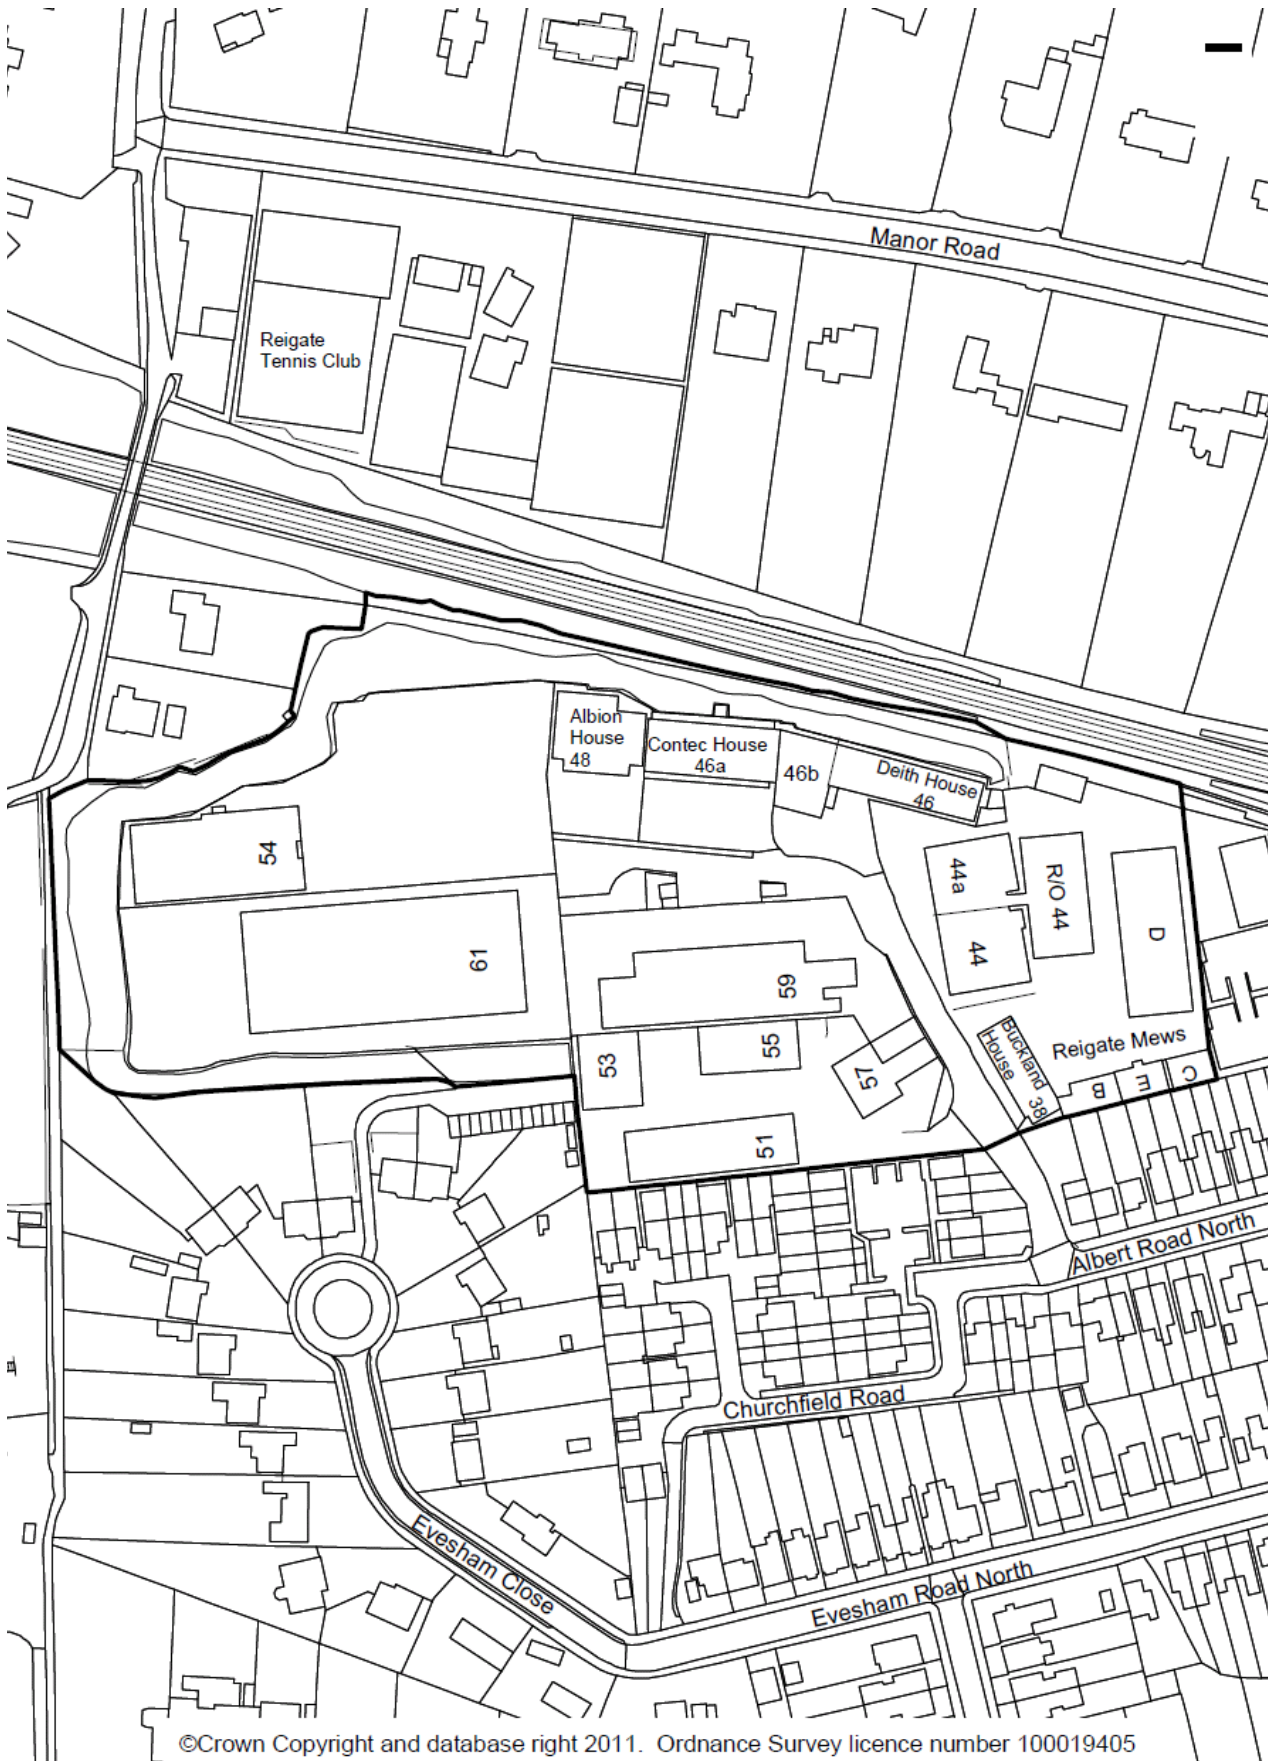 Manor Road
Reigate
Tennis Club
Albion
House
48
Contec House
46a
46b
Deith House
46
54
44a
R/O 44
D
44
61
59
Buckland
House
38
Reigate Mews
53
55
57
B
E
C
51
Albert Road North
Churchfield Road
Evesham Close
Evesham Road North
©Crown Copyright and database right 2011. Ordnance Survey licence number 100019405